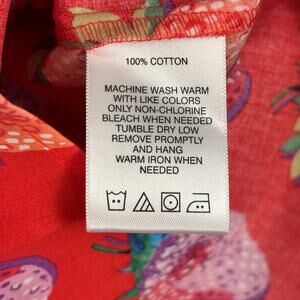 100% COTTON
MACHINE WASH WARM
WITH LIKE COLORS
ONLY NON-CHLORINE
BLEACH WHEN NEEDED
TUMBLE DRY LOW
REMOVE PROMPTLY
AND HANG
WARM IRON WHEN
NEEDED